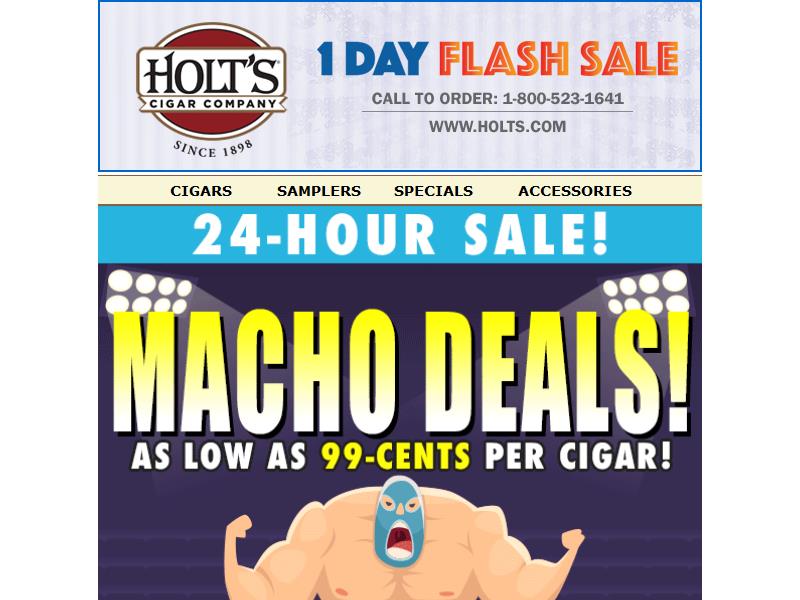 HOLT'S
CIGAR COMPANY
SINCE 1898
1 DAY FLASH SALE
CALL TO ORDER: 1-800-523-1641
WWW.HOLTS.COM
CIGARS SAMPLERS SPECIALS ACCESSORIES
24-HOUR SALE!
MACHO DEALS!
AS LOW AS 99-CENTS PER CIGAR!